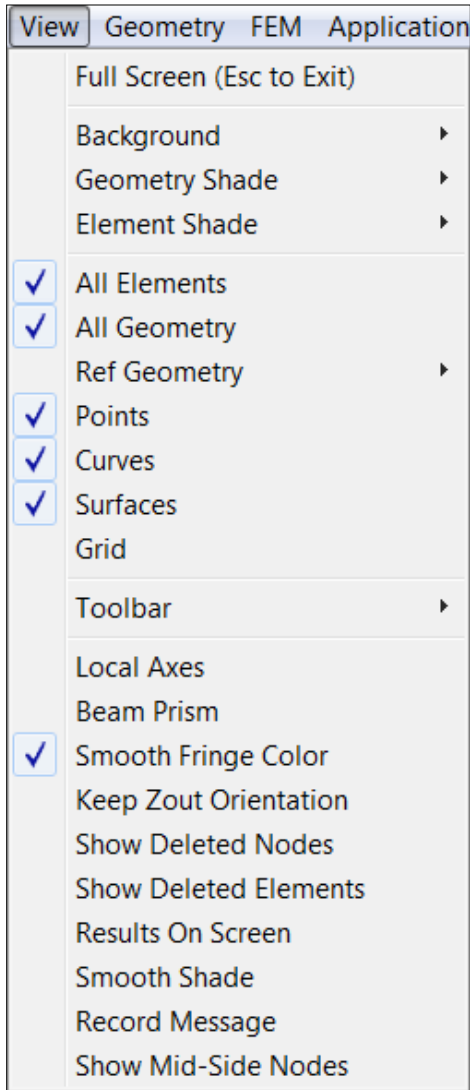 View Geometry FEM Application
Full Screen (Esc to Exit)
Background
Geometry Shade
Element Shade
All Elements
All Geometry
Ref Geometry
Points
Curves
Surfaces
Grid
Toolbar
Local Axes
Beam Prism
Smooth Fringe Color
Keep Zout Orientation
Show Deleted Nodes
Show Deleted Elements
Results On Screen
Smooth Shade
Record Message
Show Mid-Side Nodes